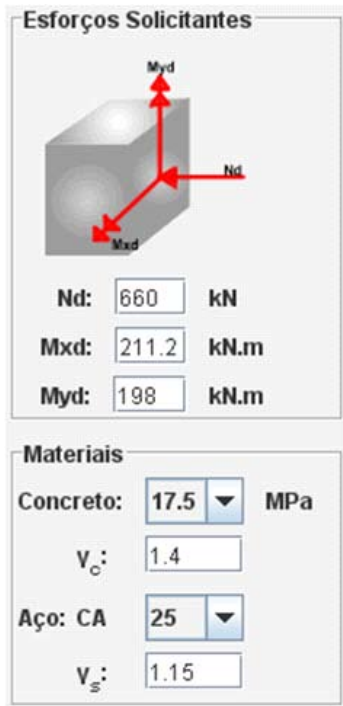 Esforços Solicitantes
Myd
Nd
Mxd
Nd: 660 kN
Mxd: 211.2 kN.m
Myd: 198 kN.m
Materiais
Concreto: 17.5 MPa
γc: 1.4
Aço: CA 25
γs: 1.15